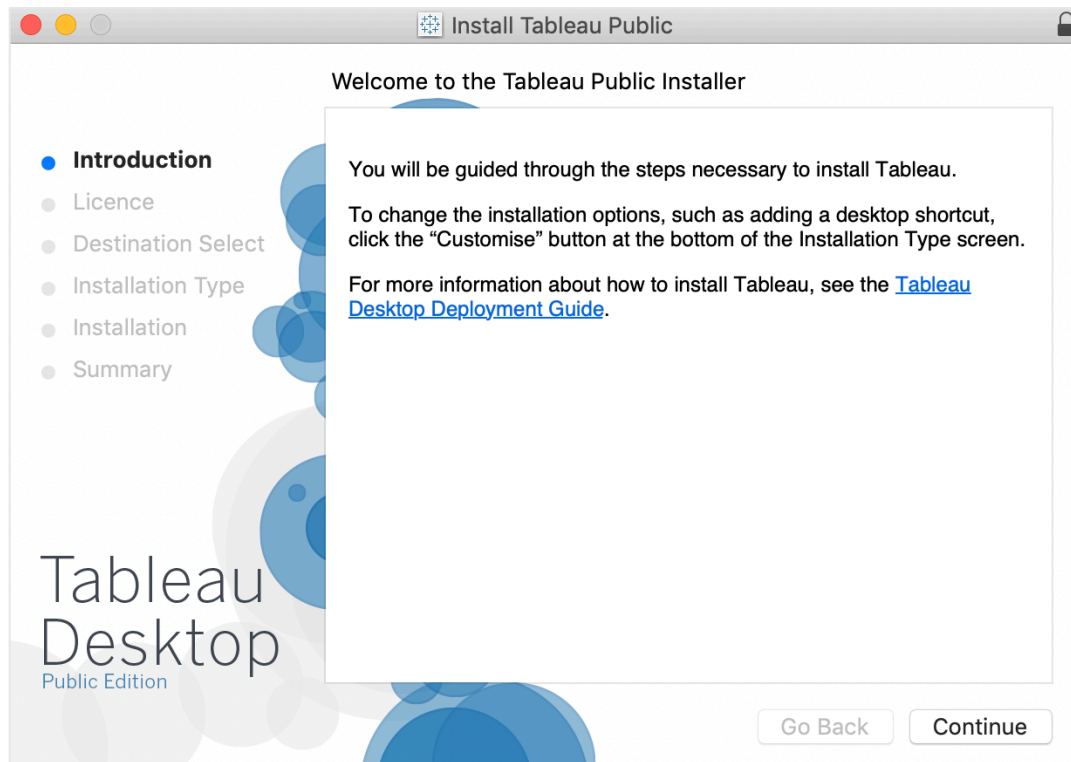 Install Tableau Public
Welcome to the Tableau Public Installer
Introduction
Licence
Destination Select
Installation Type
Installation
Summary
You will be guided through the steps necessary to install Tableau.
To change the installation options, such as adding a desktop shortcut,
click the “Customise” button at the bottom of the Installation Type screen.
For more information about how to install Tableau, see the Tableau
Desktop Deployment Guide.
Tableau
Desktop
Public Edition
Go Back
Continue